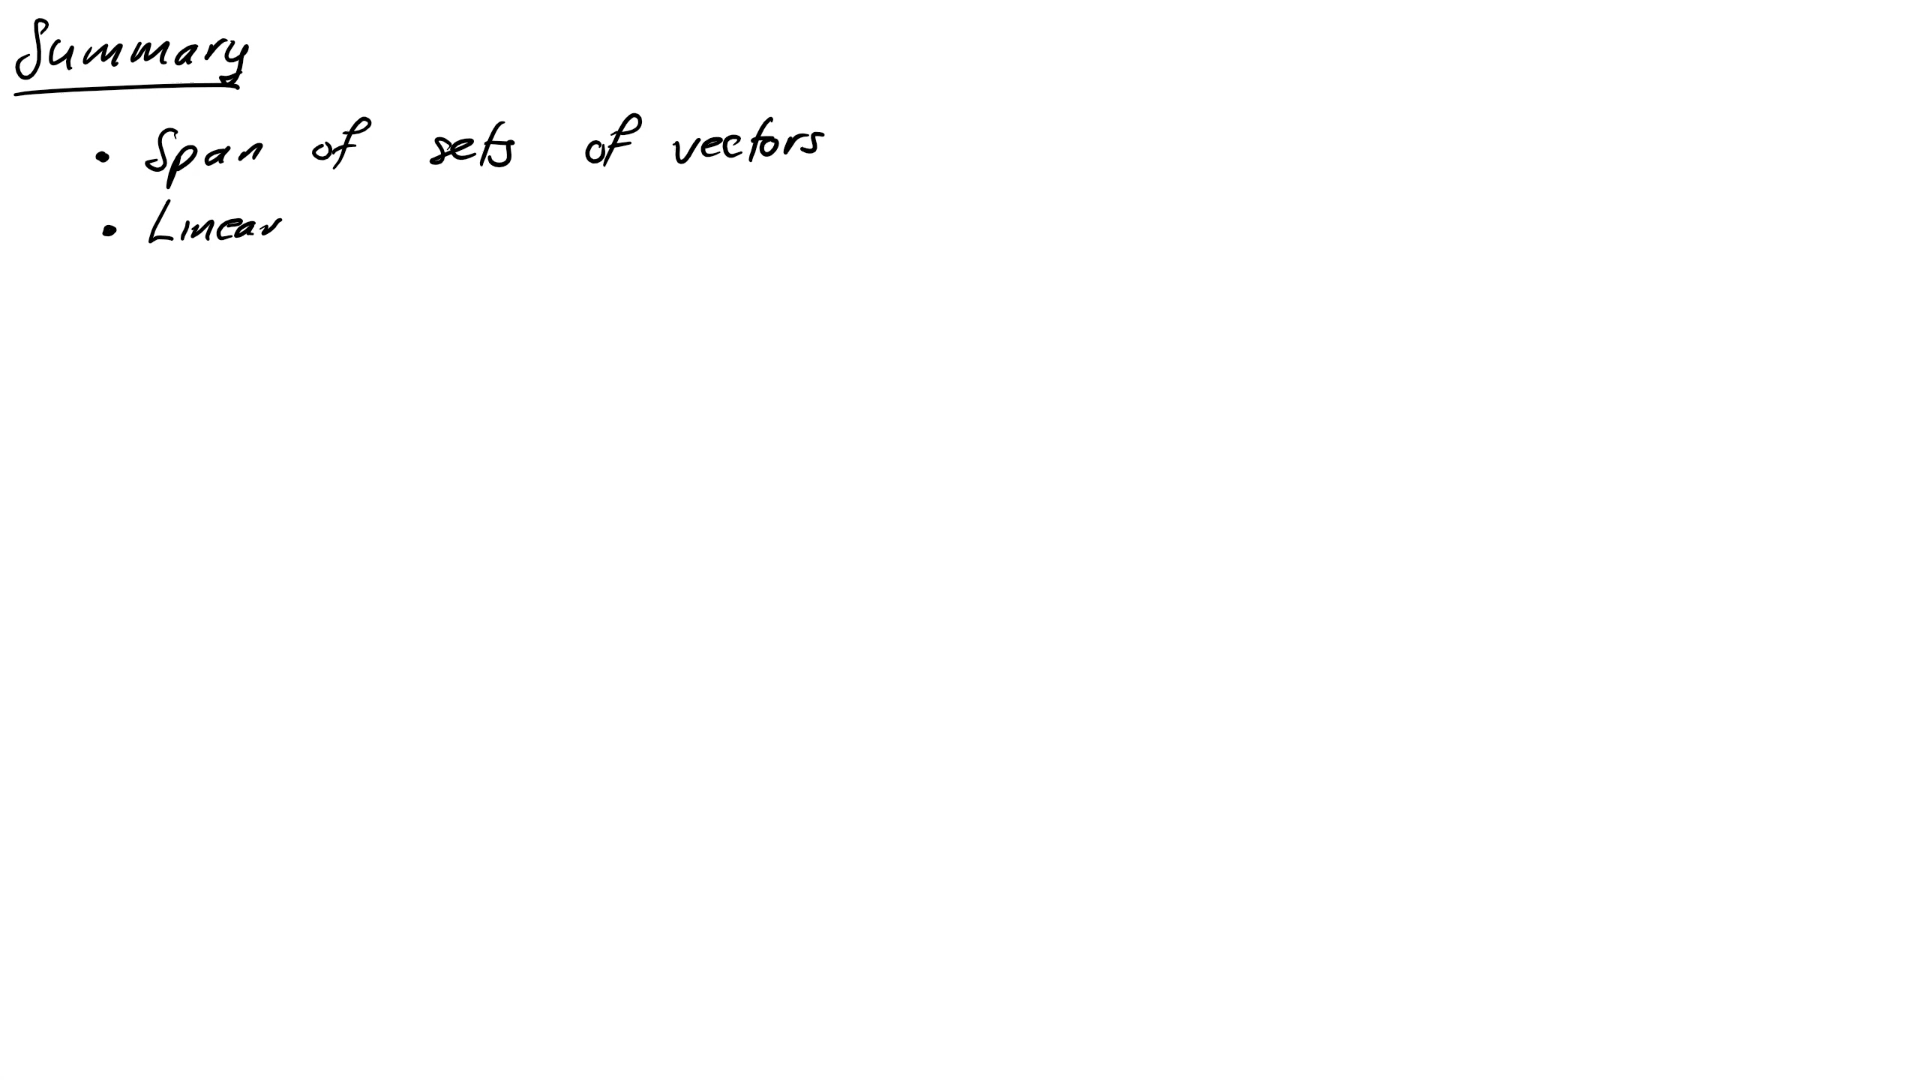 Summary
• Span of sets of vectors
• Linear